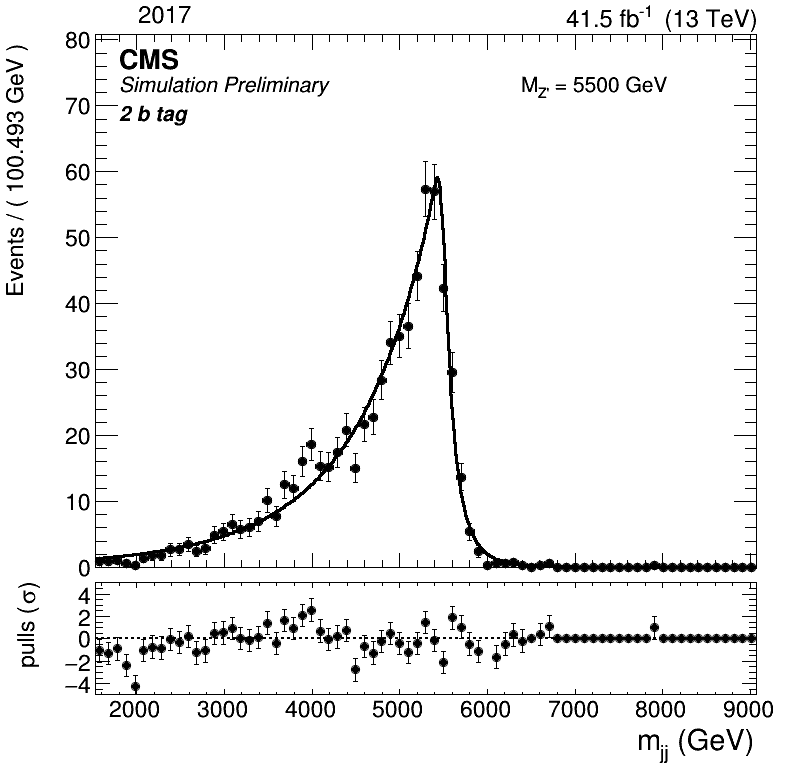 2017 41.5 fb⁻¹ (13 TeV)
CMS
Simulation Preliminary
2 b tag
M_Z' = 5500 GeV
Events / ( 100.493 GeV )
80
70
60
50
40
30
20
10
0
pulls (σ)
4
2
0
−2
−4
2000 3000 4000 5000 6000 7000 8000 9000
m_jj (GeV)